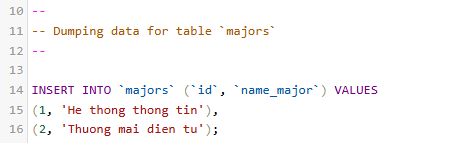 10 --
11 -- Dumping data for table `majors`
12 --
13
14 INSERT INTO `majors` (`id`, `name_major`) VALUES
15 (1, 'He thong thong tin'),
16 (2, 'Thuong mai dien tu');